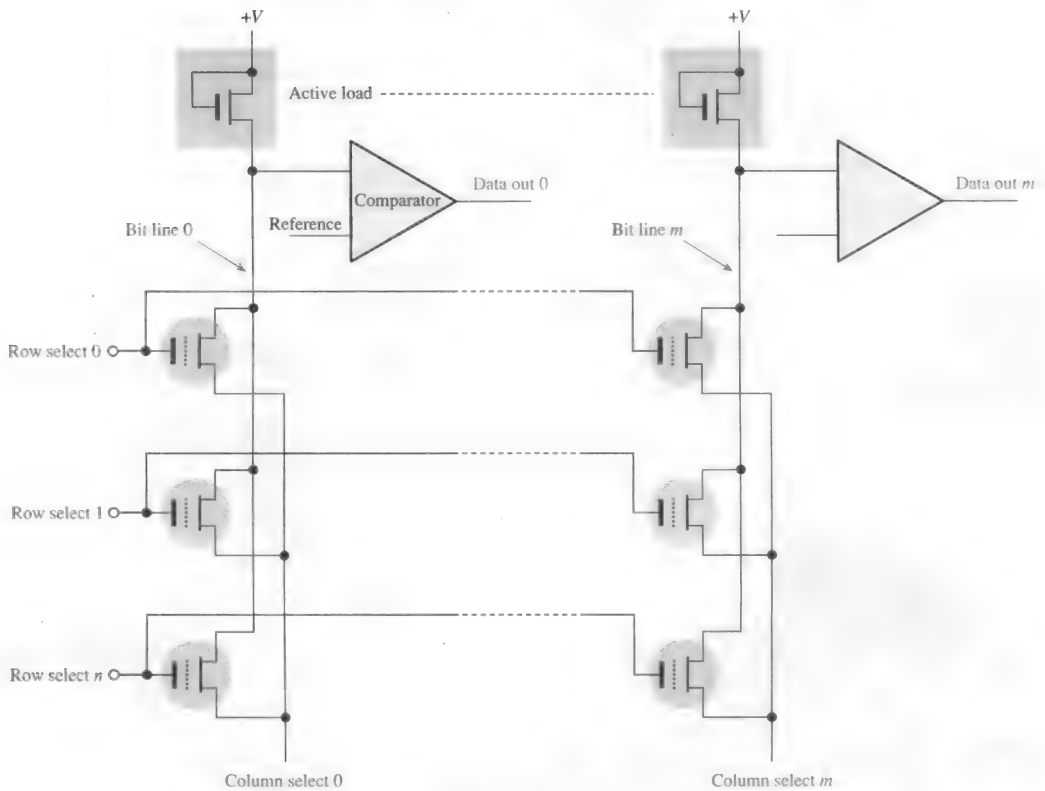 +V
+V
Active load
Data out 0
Data out m
Comparator
Reference
Bit line 0
Bit line m
Row select 0
Row select 1
Row select n
Column select 0
Column select m